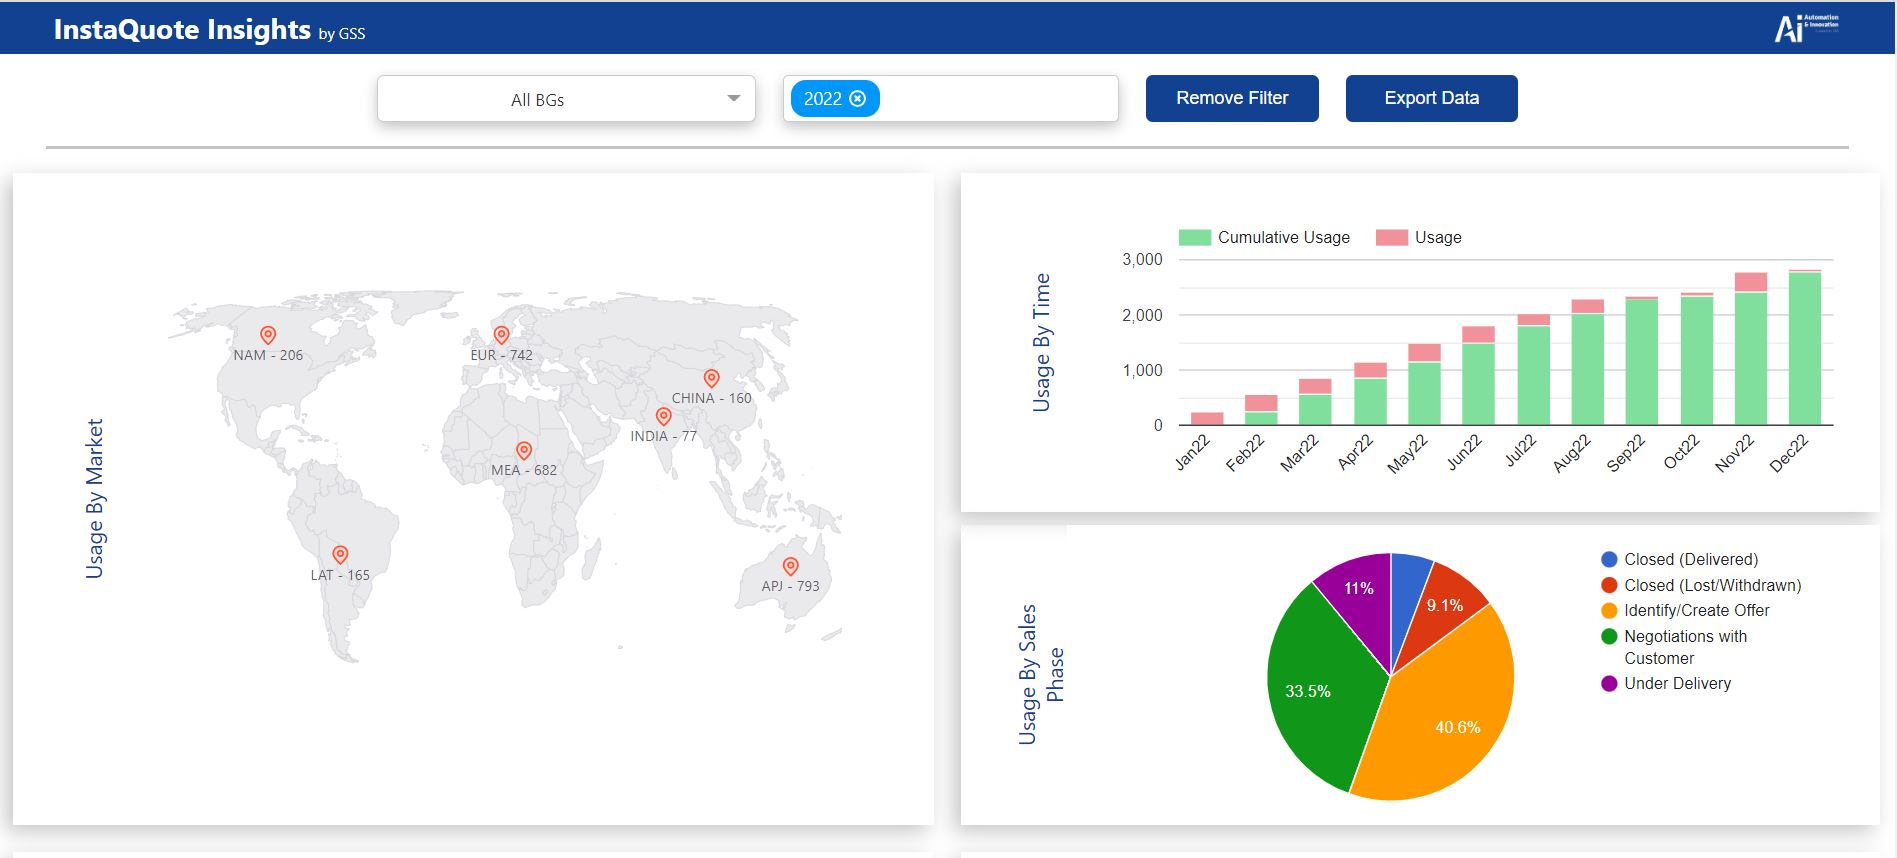 InstaQuote Insights by GSS
Automation
& Innovation
All BGs
2022
Remove Filter
Export Data
Usage By Market
NAM - 206
EUR - 742
CHINA - 160
INDIA - 77
MEA - 682
LAT - 165
APJ - 793
Usage By Time
Cumulative Usage
Usage
3,000
2,000
1,000
0
Jan22
Feb22
Mar22
Apr22
May22
Jun22
Jul22
Aug22
Sep22
Oct22
Nov22
Dec22
Usage By Sales
Phase
11%
9.1%
33.5%
40.6%
Closed (Delivered)
Closed (Lost/Withdrawn)
Identify/Create Offer
Negotiations with
Customer
Under Delivery